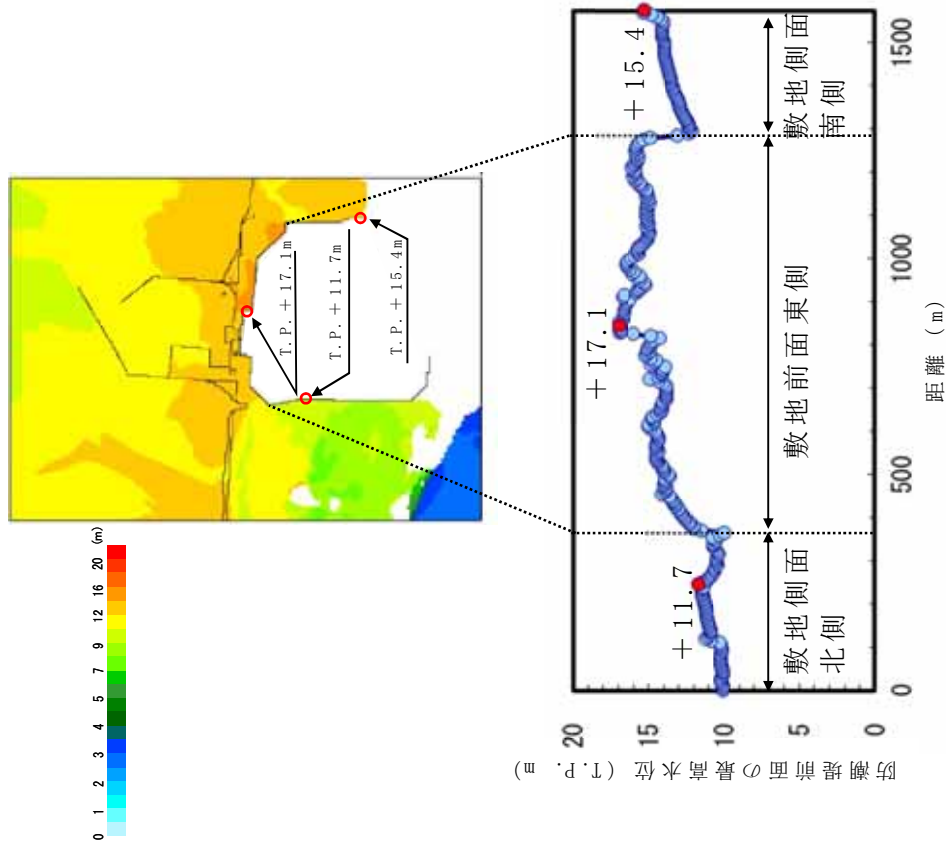 (m)
0 1 2 3 4 5 7 9 12 16 20
T.P.+17.1m
T.P.+11.7m
T.P.+15.4m
防潮堤前面の最高水位 (T.P. m)
20
15
10
5
0
+11.7
+17.1
+15.4
敷地側面
北側
敷地前面東側
敷地側面
南側
0 500 1000 1500
距離 (m)